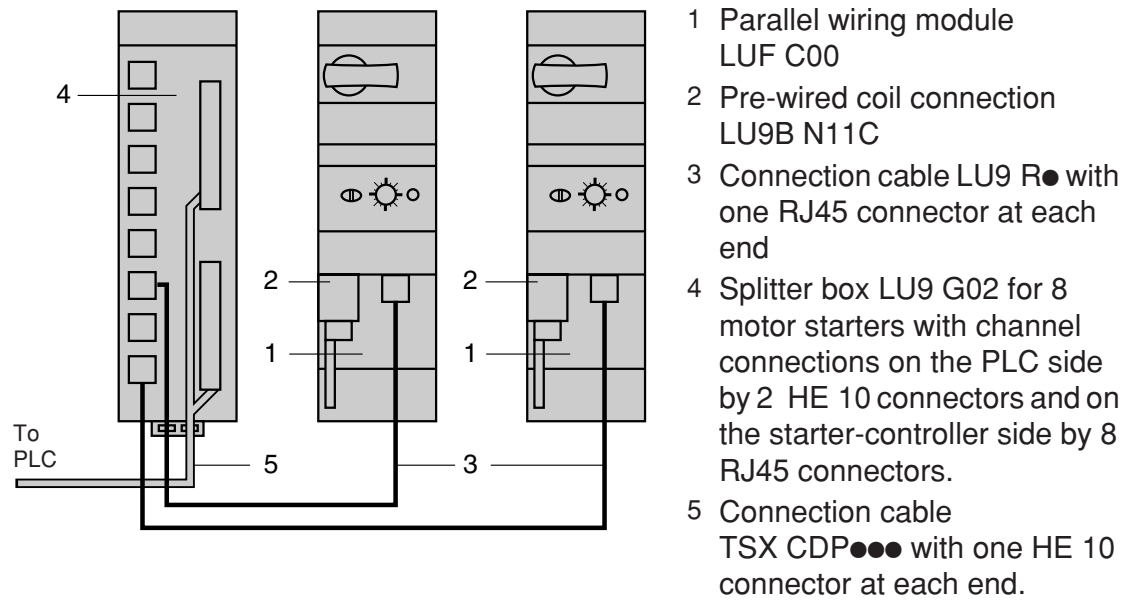 4
2
2
1
1
To
PLC
5
3
1 Parallel wiring module
LUF C00
2 Pre-wired coil connection
LU9B N11C
3 Connection cable LU9 R● with
one RJ45 connector at each
end
4 Splitter box LU9 G02 for 8
motor starters with channel
connections on the PLC side
by 2 HE 10 connectors and on
the starter-controller side by 8
RJ45 connectors.
5 Connection cable
TSX CDP●●● with one HE 10
connector at each end.